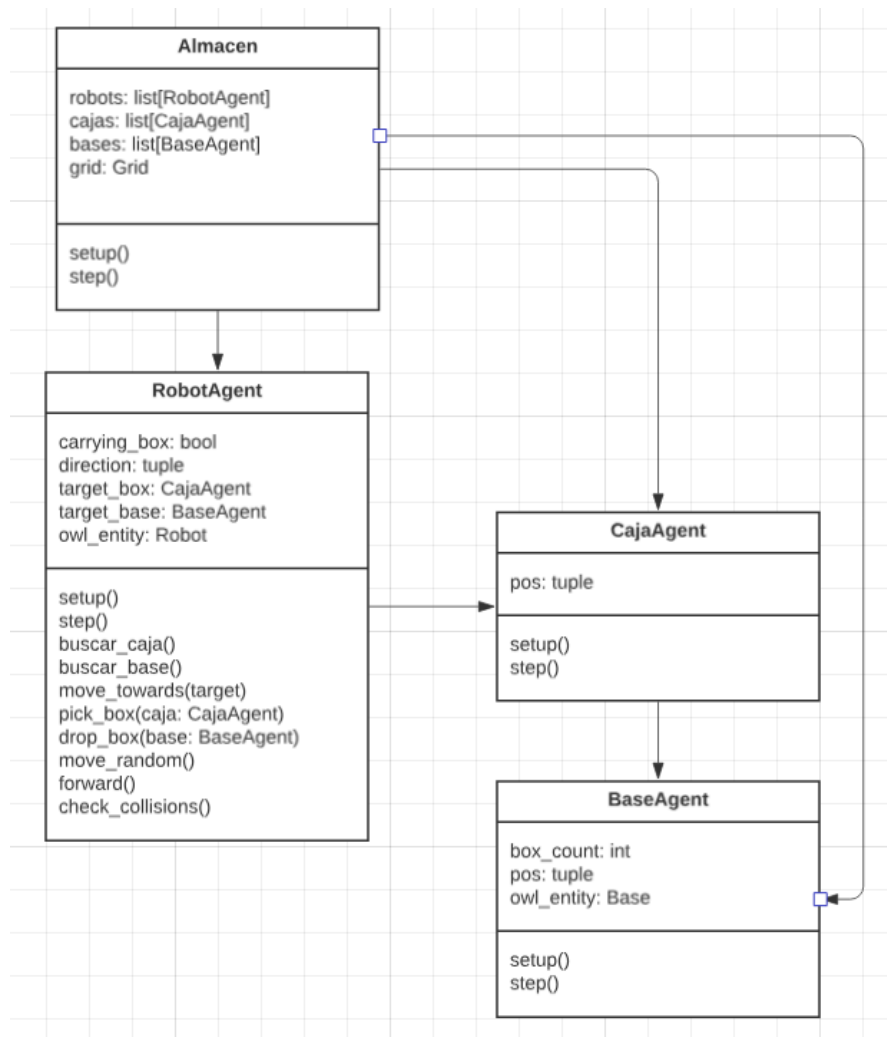 Almacen
robots: list[RobotAgent]
cajas: list[CajaAgent]
bases: list[BaseAgent]
grid: Grid
setup()
step()
RobotAgent
carrying_box: bool
direction: tuple
target_box: CajaAgent
target_base: BaseAgent
owl_entity: Robot
setup()
step()
buscar_caja()
buscar_base()
move_towards(target)
pick_box(caja: CajaAgent)
drop_box(base: BaseAgent)
move_random()
forward()
check_collisions()
CajaAgent
pos: tuple
setup()
step()
BaseAgent
box_count: int
pos: tuple
owl_entity: Base
setup()
step()